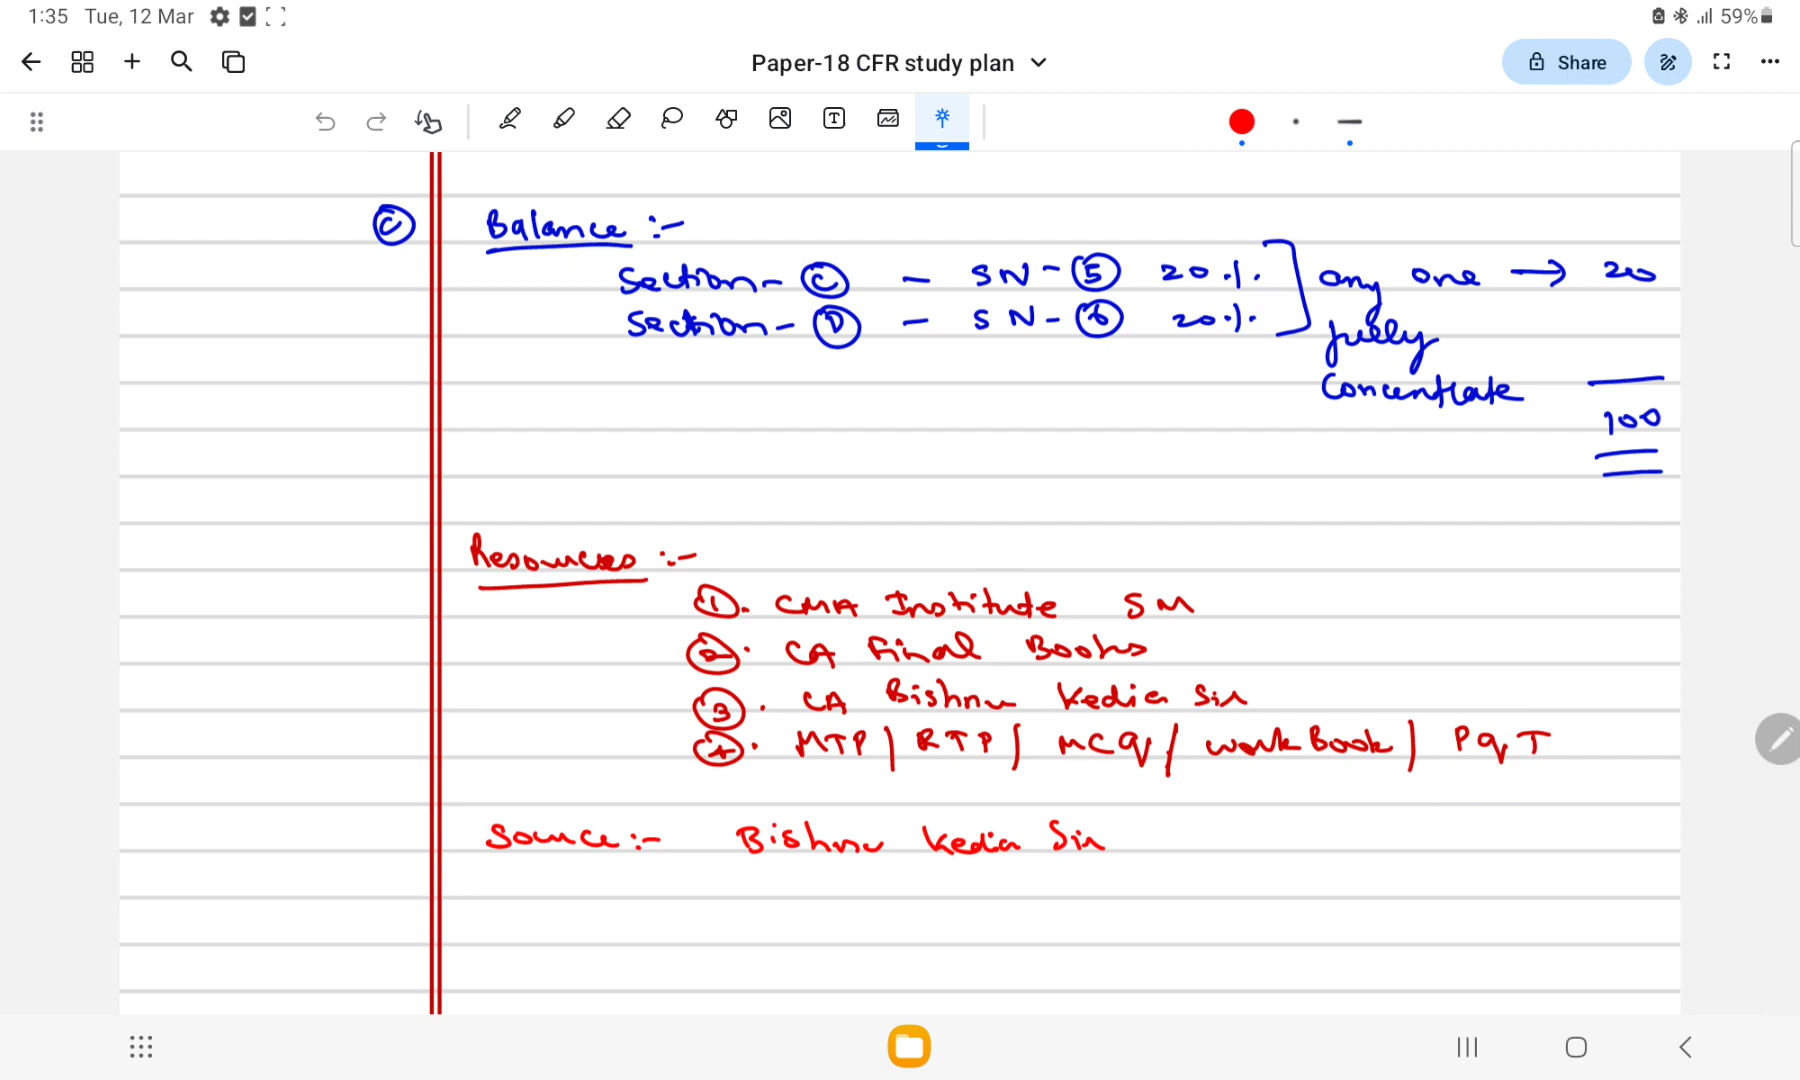 1:35 Tue, 12 Mar 59%
Paper-18 CFR study plan
Share
C Balance :-
Section - C - SN - 5 20% any one → 20
Section - D - SN - 6 20% fully
Concentrate
100
Resources :-
1. CMA Institute SM
2. CA Final Books
3. CA Bishnu Kedia Sir
4. MTP | RTP | MCQ | Work Book | PQT
Source :- Bishnu Kedia Sir